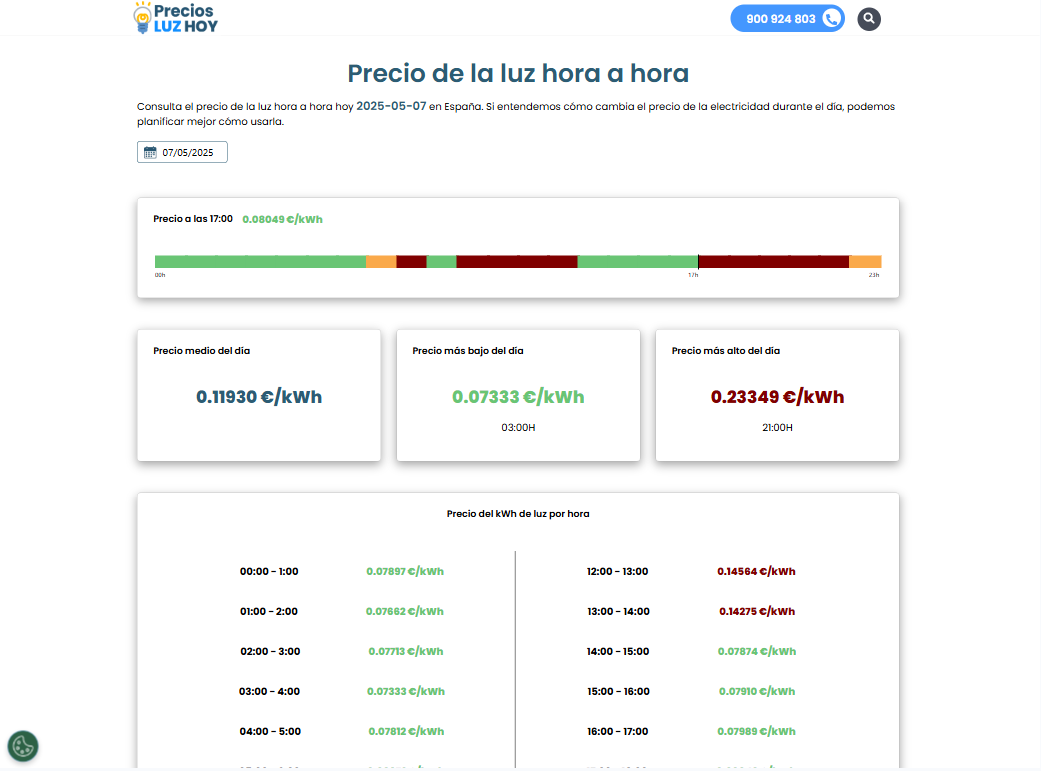 Precios
LUZ HOY
900 924 803
Precio de la luz hora a hora
Consulta el precio de la luz hora a hora hoy 2025-05-07 en España. Si entendemos cómo cambia el precio de la electricidad durante el día, podemos
planificar mejor cómo usarla.
07/05/2025
Precio a las 17:00 0.08049 €/kWh
00h 17h 23h
Precio medio del día
0.11930 €/kWh
Precio más bajo del día
0.07333 €/kWh
03:00H
Precio más alto del día
0.23349 €/kWh
21:00H
Precio del kWh de luz por hora
00:00 - 1:00 0.07897 €/kWh
01:00 - 2:00 0.07662 €/kWh
02:00 - 3:00 0.07713 €/kWh
03:00 - 4:00 0.07333 €/kWh
04:00 - 5:00 0.07812 €/kWh
12:00 - 13:00 0.14564 €/kWh
13:00 - 14:00 0.14275 €/kWh
14:00 - 15:00 0.07874 €/kWh
15:00 - 16:00 0.07910 €/kWh
16:00 - 17:00 0.07989 €/kWh